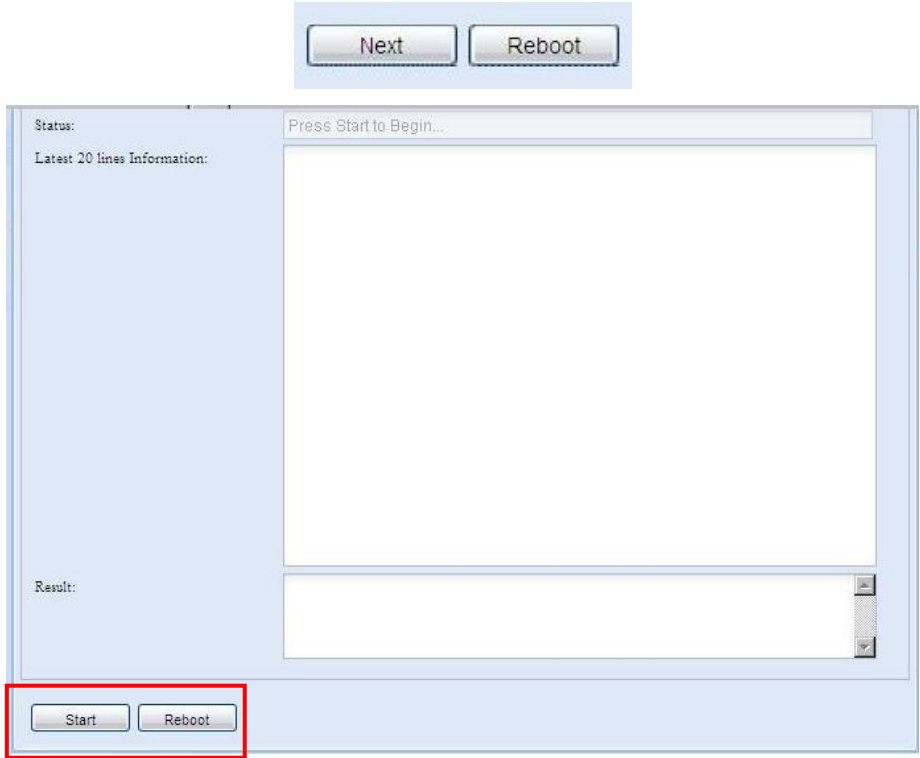 Next Reboot
Status: Press Start to Begin...
Latest 20 lines Information:
Result:
Start Reboot